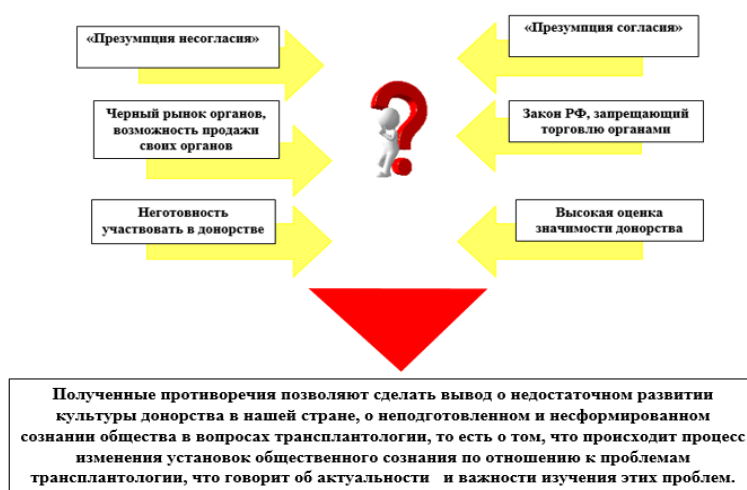 «Презумпция несогласия»
«Презумпция согласия»
Черный рынок органов,
возможность продажи
своих органов
Закон РФ, запрещающий
торговлю органами
Неготовность
участвовать в донорстве
Высокая оценка
значимости донорства
Полученные противоречия позволяют сделать вывод о недостаточном развитии
культуры донорства в нашей стране, о неподготовленном и несформированном
сознании общества в вопросах трансплантологии, то есть о том, что происходит процесс
изменения установок общественного сознания по отношению к проблемам
трансплантологии, что говорит об актуальности и важности изучения этих проблем.